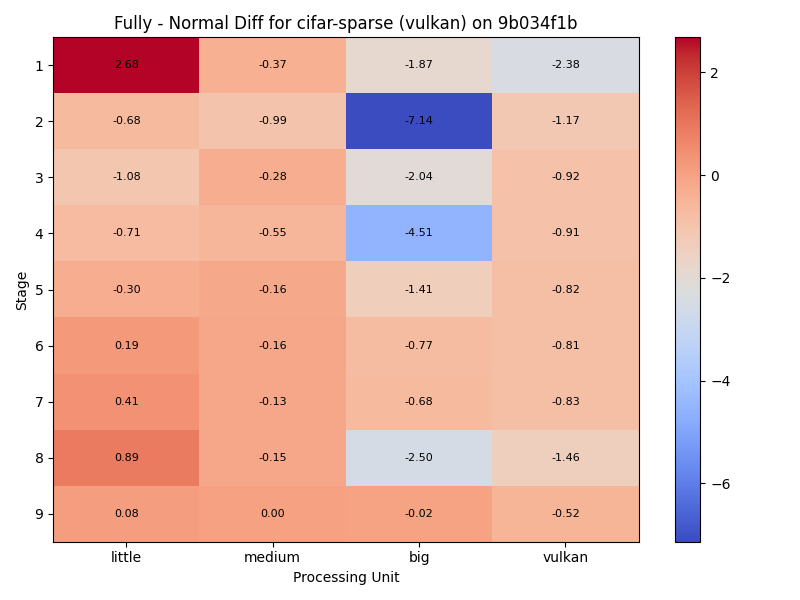 Fully - Normal Diff for cifar-sparse (vulkan) on 9b034f1b
Stage
1 2.68 -0.37 -1.87 -2.38
2 -0.68 -0.99 -7.14 -1.17
3 -1.08 -0.28 -2.04 -0.92
4 -0.71 -0.55 -4.51 -0.91
5 -0.30 -0.16 -1.41 -0.82
6 0.19 -0.16 -0.77 -0.81
7 0.41 -0.13 -0.68 -0.83
8 0.89 -0.15 -2.50 -1.46
9 0.08 0.00 -0.02 -0.52
little medium big vulkan
Processing Unit
2
0
−2
−4
−6